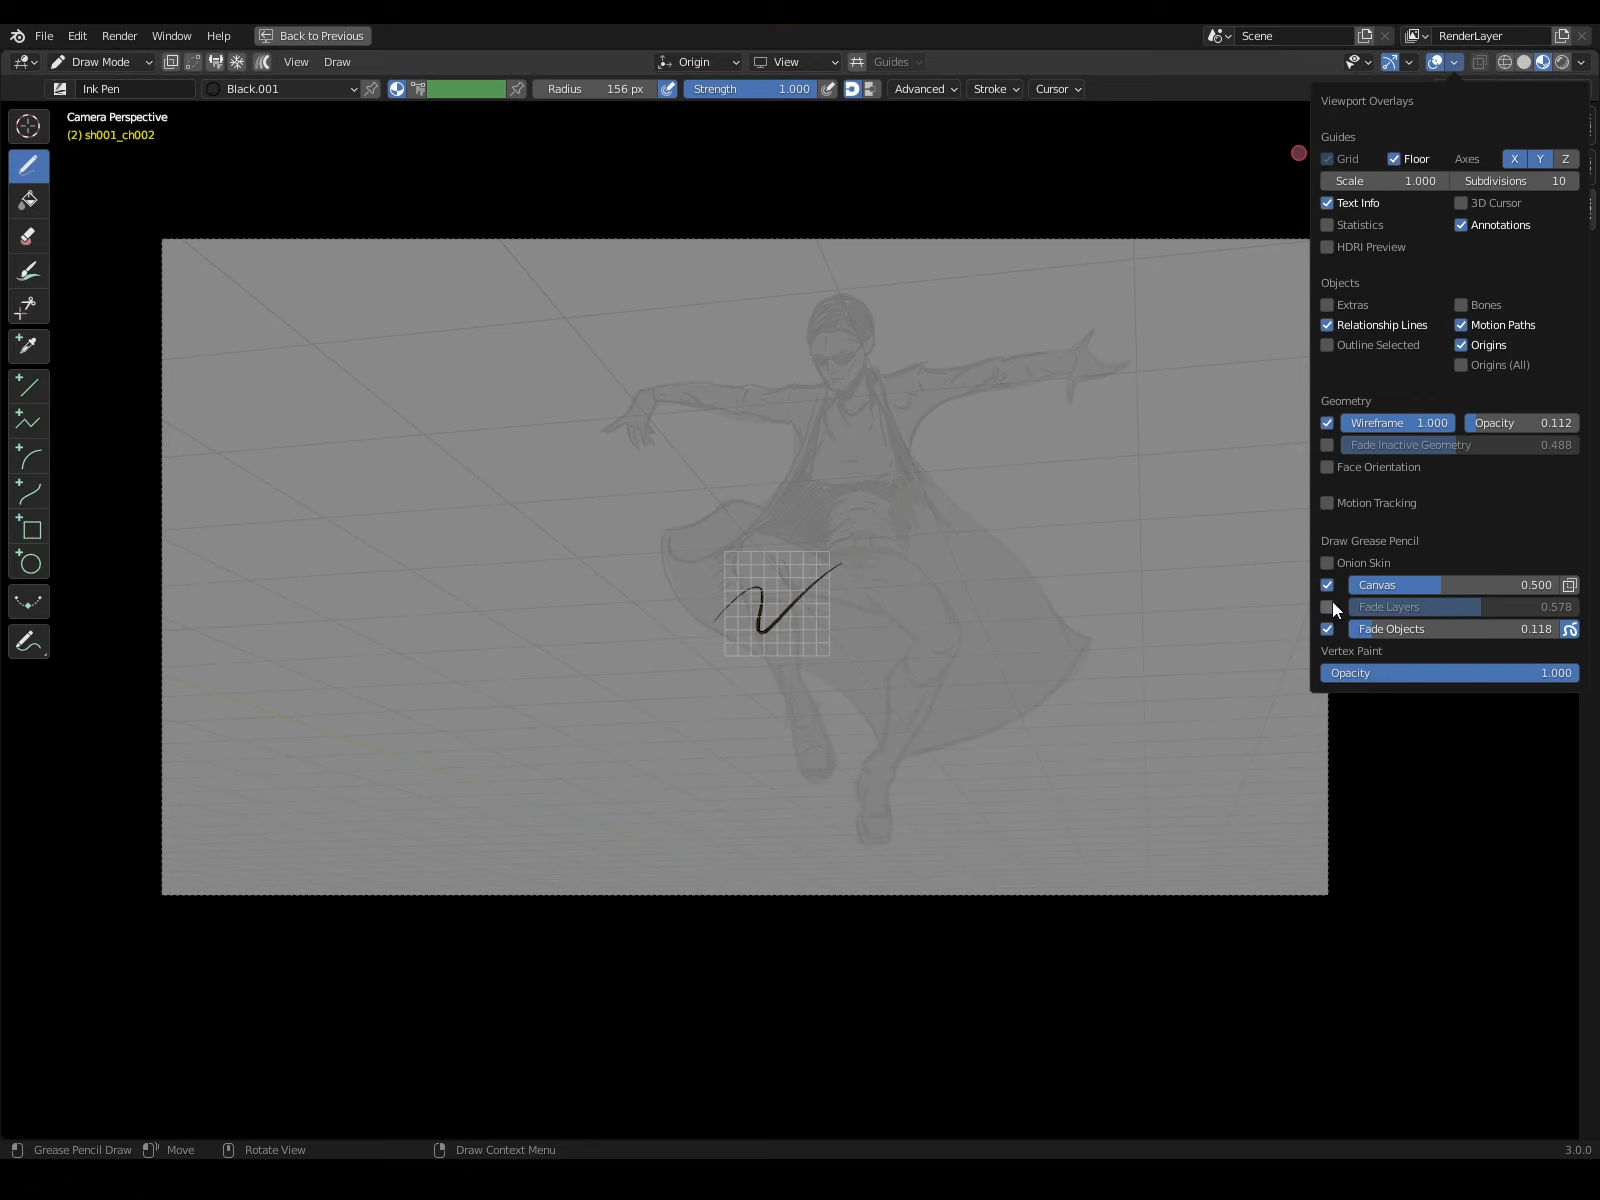 File Edit Render Window Help Back to Previous Scene RenderLayer
Draw Mode View Draw Origin View Guides
Ink Pen Black.001 Radius 156 px Strength 1.000 Advanced Stroke Cursor
Camera Perspective
(2) sh001_ch002
Viewport Overlays
Guides
Grid Floor Axes X Y Z
Scale 1.000 Subdivisions 10
Text Info 3D Cursor
Statistics Annotations
HDRI Preview
Objects
Extras Bones
Relationship Lines Motion Paths
Outline Selected Origins
Origins (All)
Geometry
Wireframe 1.000 Opacity 0.112
Fade Inactive Geometry 0.488
Face Orientation
Motion Tracking
Draw Grease Pencil
Onion Skin
Canvas 0.500
Fade Layers 0.578
Fade Objects 0.118
Vertex Paint
Opacity 1.000
Grease Pencil Draw Move Rotate View Draw Context Menu 3.0.0